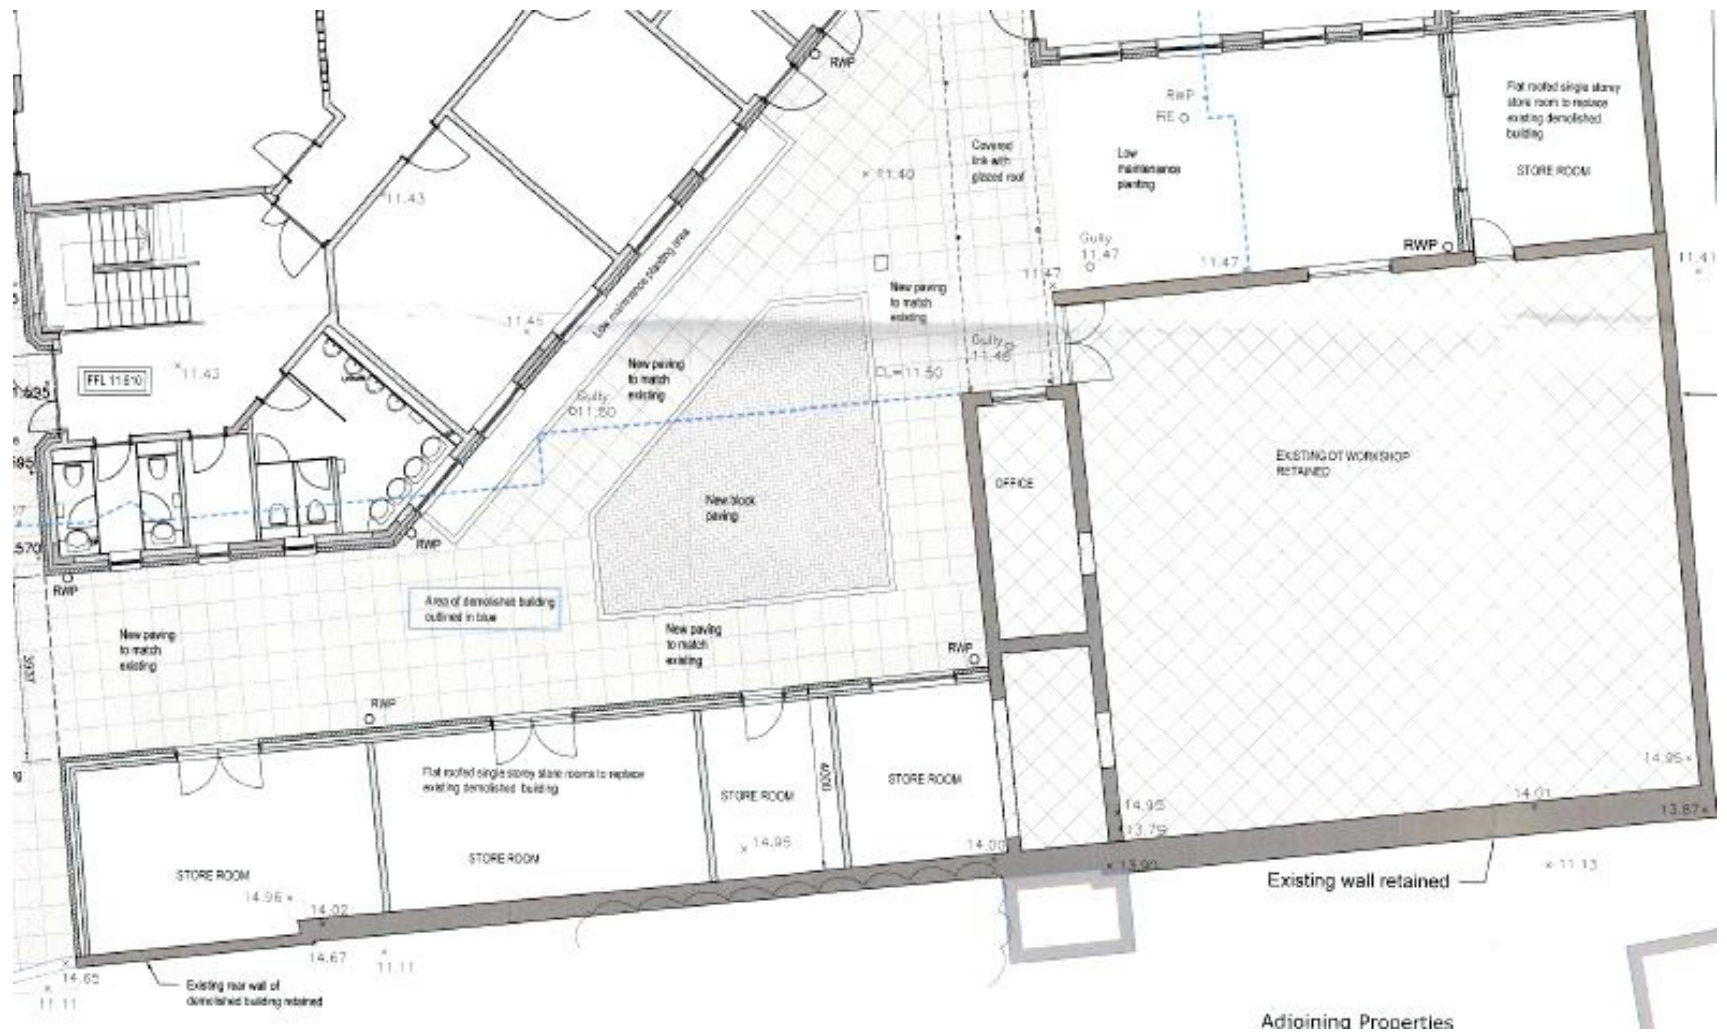 RWP
RWP
FE
Flat roofed single storey
store room to replace
existing demolished
building
STORE ROOM
Covered
link with
glazed roof
Low
maintenance
planting
11.43
11.40
Low maintenance planting area
Gully
11.47
11.47
11.47
RWP
11.41
New paving
to match
existing
11.45
Gully
11.48
FFL 11.510
11.43
New paving
to match
existing
CL=11.50
Gully
11.50
EXISTING DT WORKSHOP
RETAINED
OFFICE
New block
paving
RWP
RWP
Area of demolished building
outlined in blue
New paving
to match
existing
New paving
to match
existing
RWP
RWP
Flat roofed single storey store rooms to replace
existing demolished building
STORE ROOM
STORE ROOM
4000
14.95
14.95
14.01
13.87
14.95
13.79
14.00
STORE ROOM
STORE ROOM
14.96
14.02
13.90
11.13
Existing wall retained
14.67
11.11
14.65
11.11
Existing rear wall of
demolished building retained
Adjoining Properties